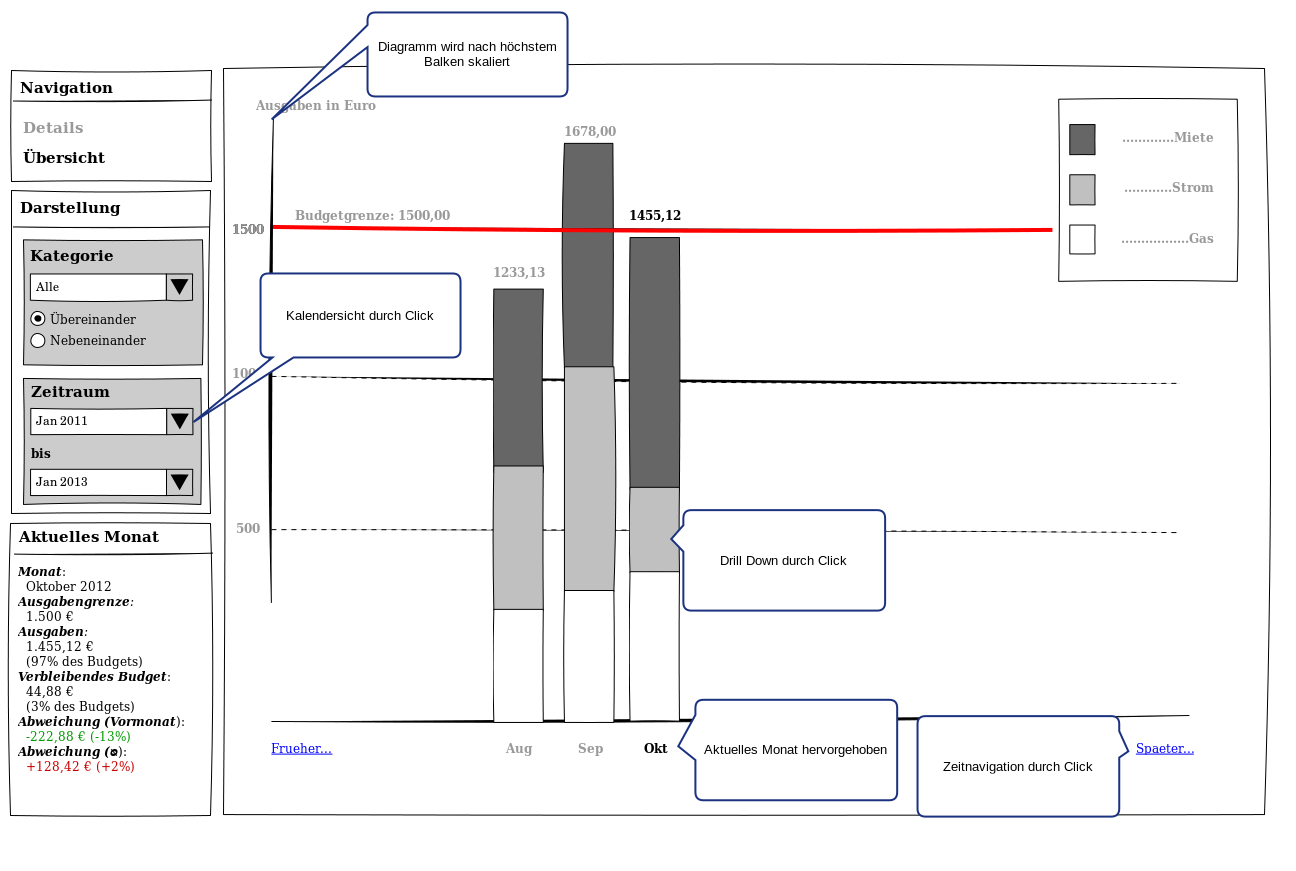 Diagramm wird nach höchstem
Balken skaliert
Navigation
Details
Übersicht
Darstellung
Kategorie
Alle
Übereinander
Nebeneinander
Zeitraum
Jan 2011
bis
Jan 2013
Aktuelles Monat
Monat:
Oktober 2012
Ausgabengrenze:
1.500 €
Ausgaben:
1.455,12 €
(97% des Budgets)
Verbleibendes Budget:
44,88 €
(3% des Budgets)
Abweichung (Vormonat):
-222,88 € (-13%)
Abweichung ():
+128,42 € (+2%)
Ausgaben in Euro
1678,00
Budgetgrenze: 1500,00
1455,12
1500
1233,13
Kalendersicht durch Click
500
Drill Down durch Click
Frueher...
Aug
Sep
Okt
Aktuelles Monat hervorgehoben
Zeitnavigation durch Click
Spaeter...
.............Miete
............Strom
.................Gas